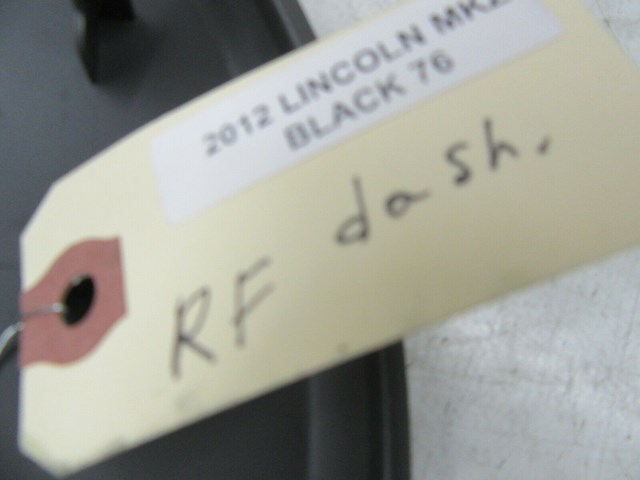 2012 LINCOLN MKZ
BLACK 76
RF dash.